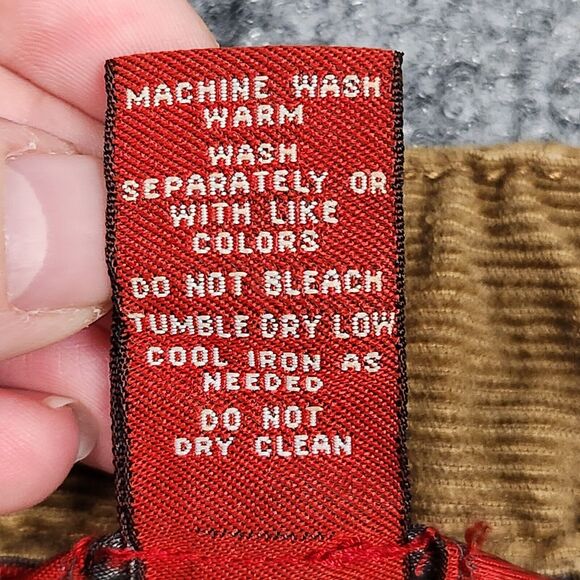 MACHINE WASH
WARM
WASH
SEPARATELY OR
WITH LIKE
COLORS
DO NOT BLEACH
TUMBLE DRY LOW
COOL IRON AS
NEEDED
DO NOT
DRY CLEAN